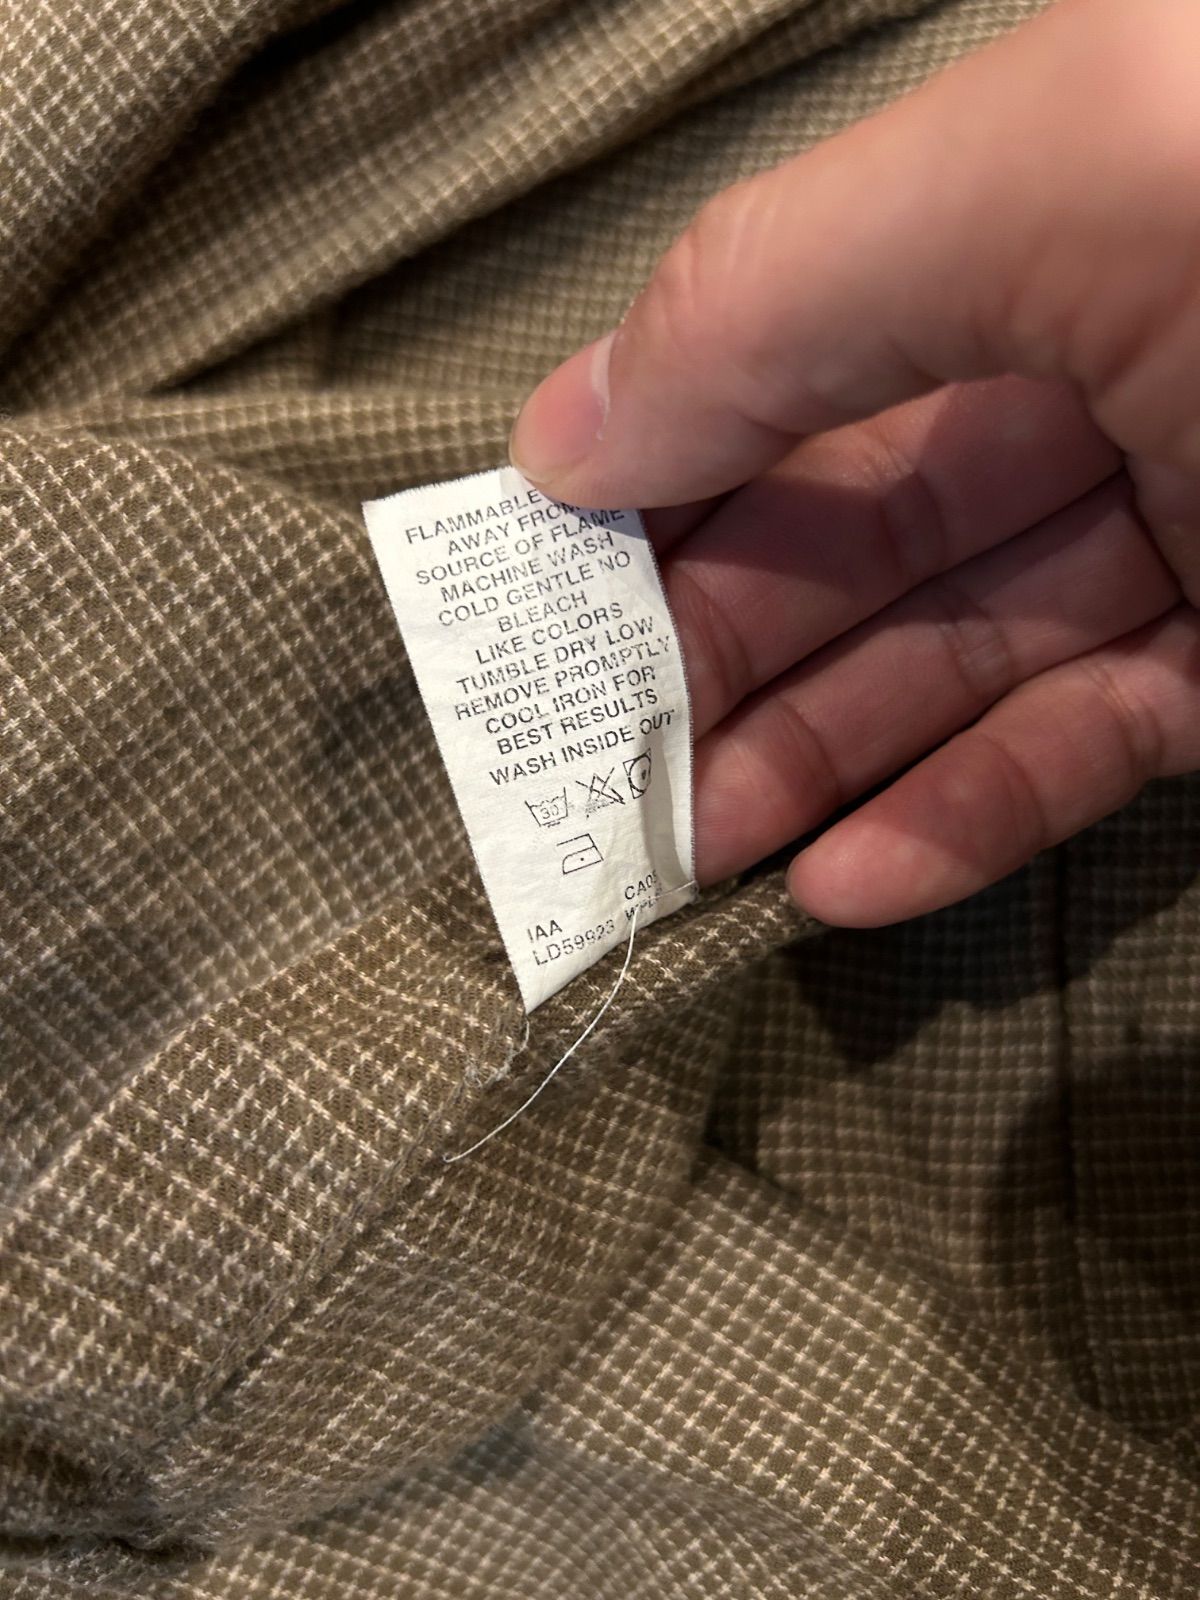 FLAMMABLE
AWAY FROM
SOURCE OF FLAME
MACHINE WASH
COLD GENTLE NO
BLEACH
LIKE COLORS
TUMBLE DRY LOW
REMOVE PROMPTLY
COOL IRON FOR
BEST RESULTS
WASH INSIDE OUT
30
IAA
LD59923